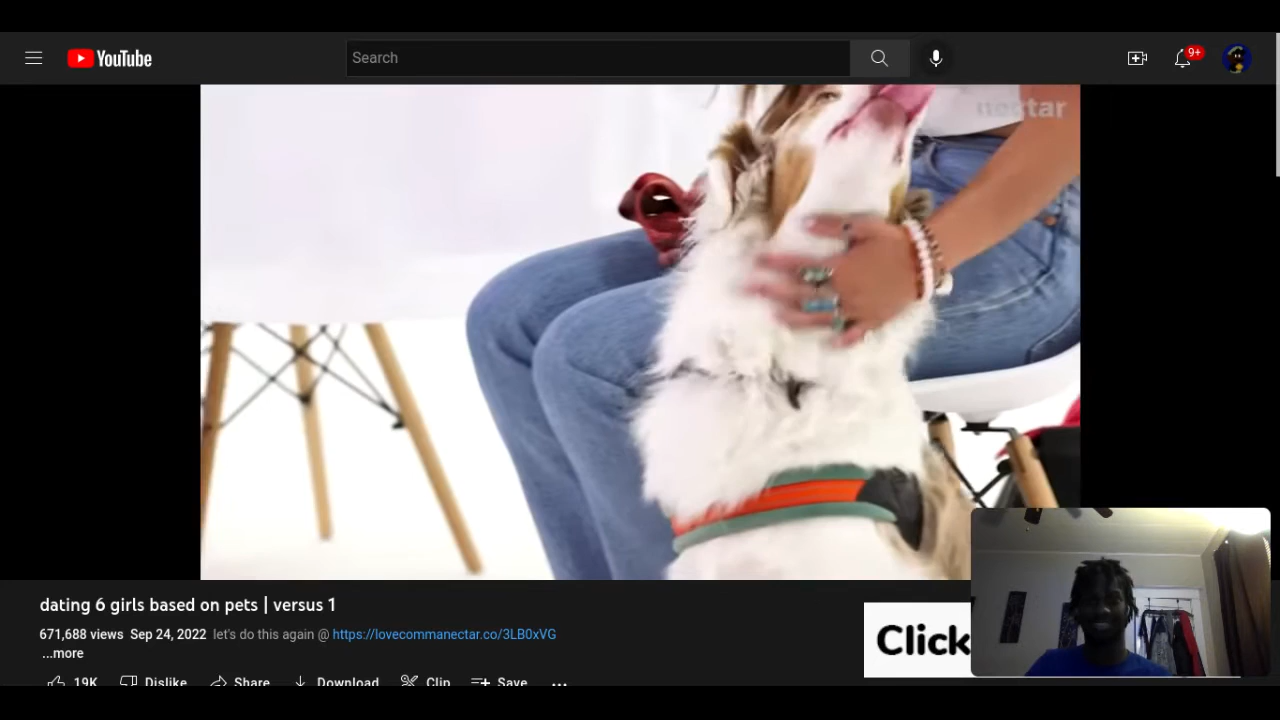 YouTube
Search
9+
nectar
dating 6 girls based on pets | versus 1
671,688 views Sep 24, 2022 let's do this again @ https://lovecommanectar.co/3LB0xVG
...more
19K Dislike Share Download Clip Save ...
Click